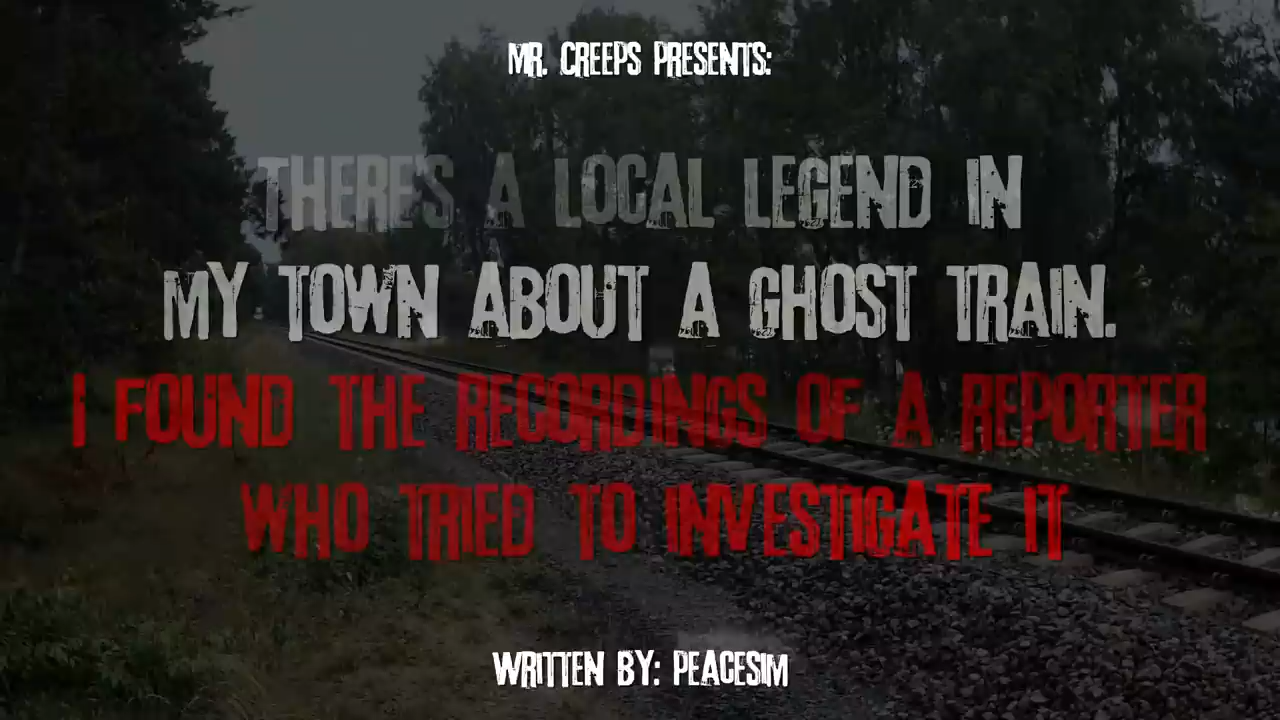 MR. CREEPS PRESENTS:
THERE'S A LOCAL LEGEND IN
MY TOWN ABOUT A GHOST TRAIN.
I FOUND THE RECORDINGS OF A REPORTER
WHO TRIED TO INVESTIGATE IT
WRITTEN BY: PEACESIM